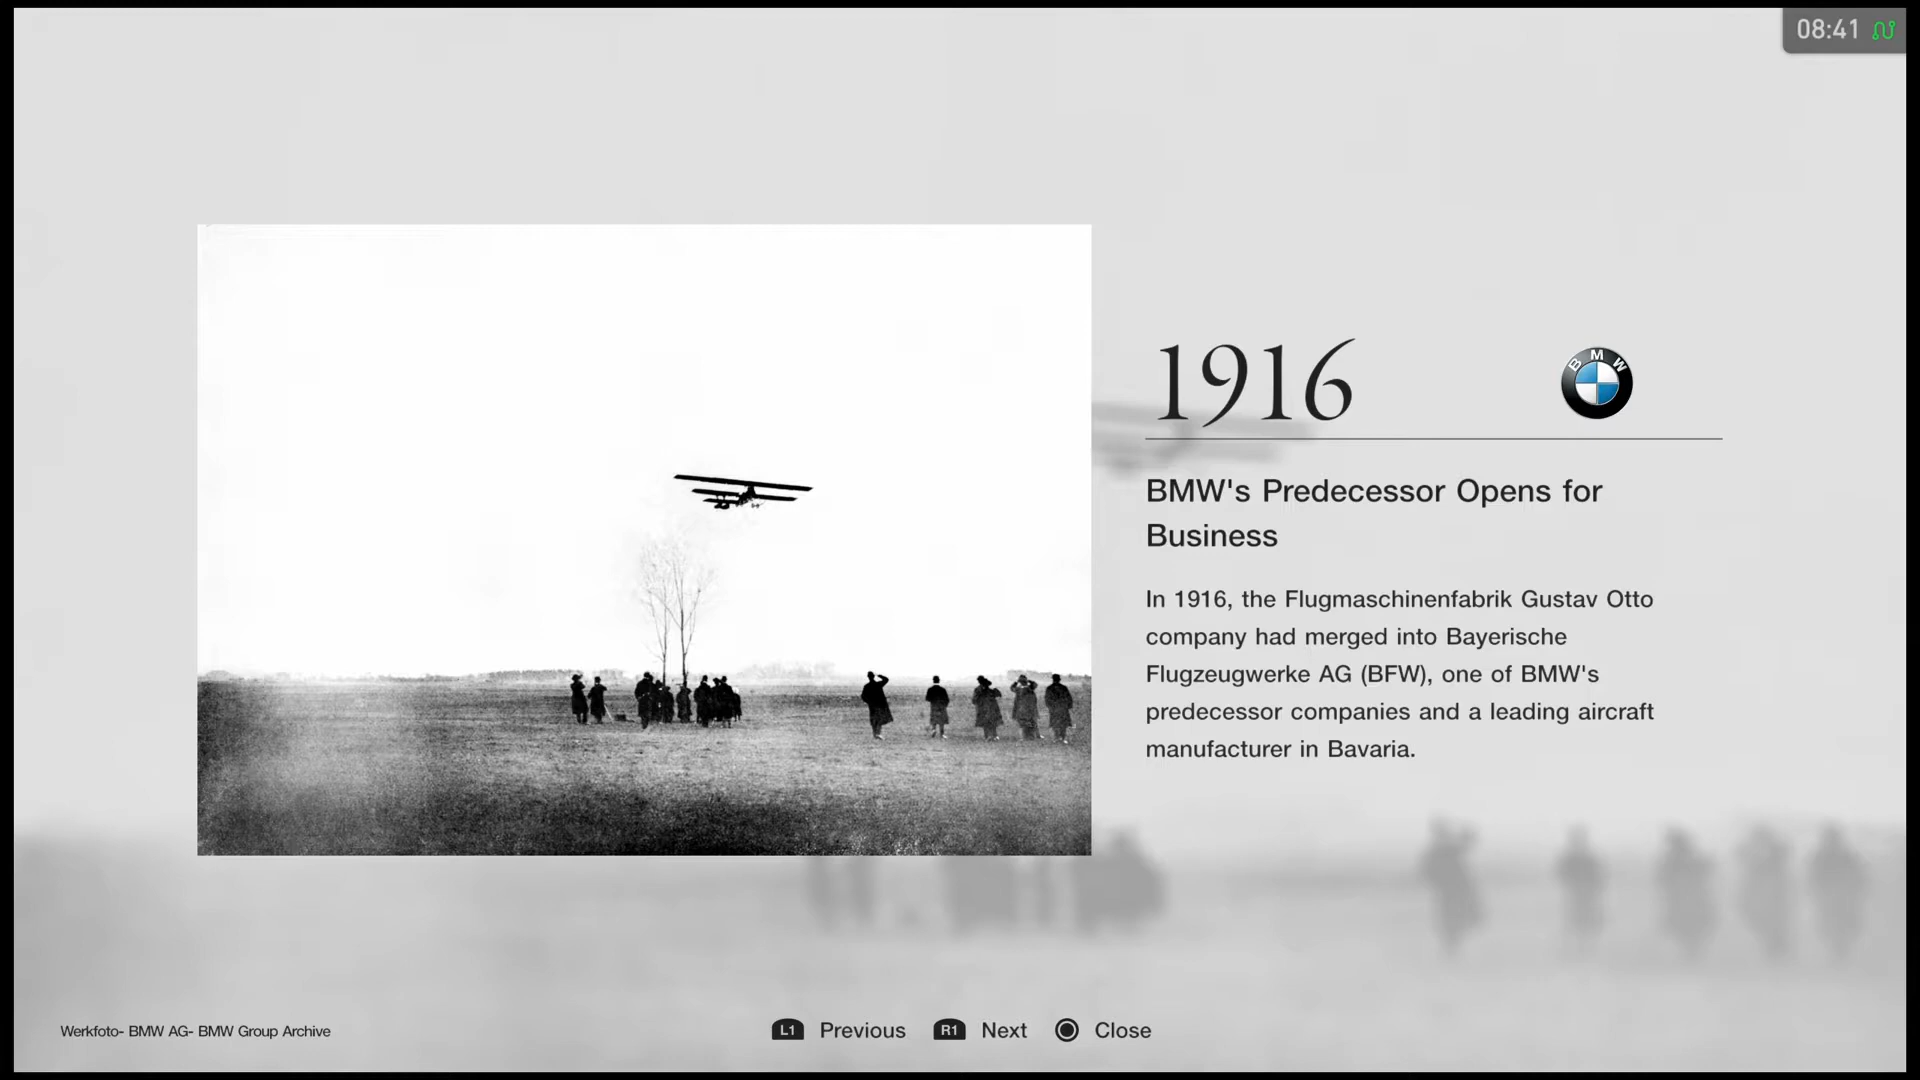 08:41
1916
B M W
BMW's Predecessor Opens for
Business
In 1916, the Flugmaschinenfabrik Gustav Otto
company had merged into Bayerische
Flugzeugwerke AG (BFW), one of BMW's
predecessor companies and a leading aircraft
manufacturer in Bavaria.
Werkfoto- BMW AG- BMW Group Archive
L1 Previous R1 Next Close